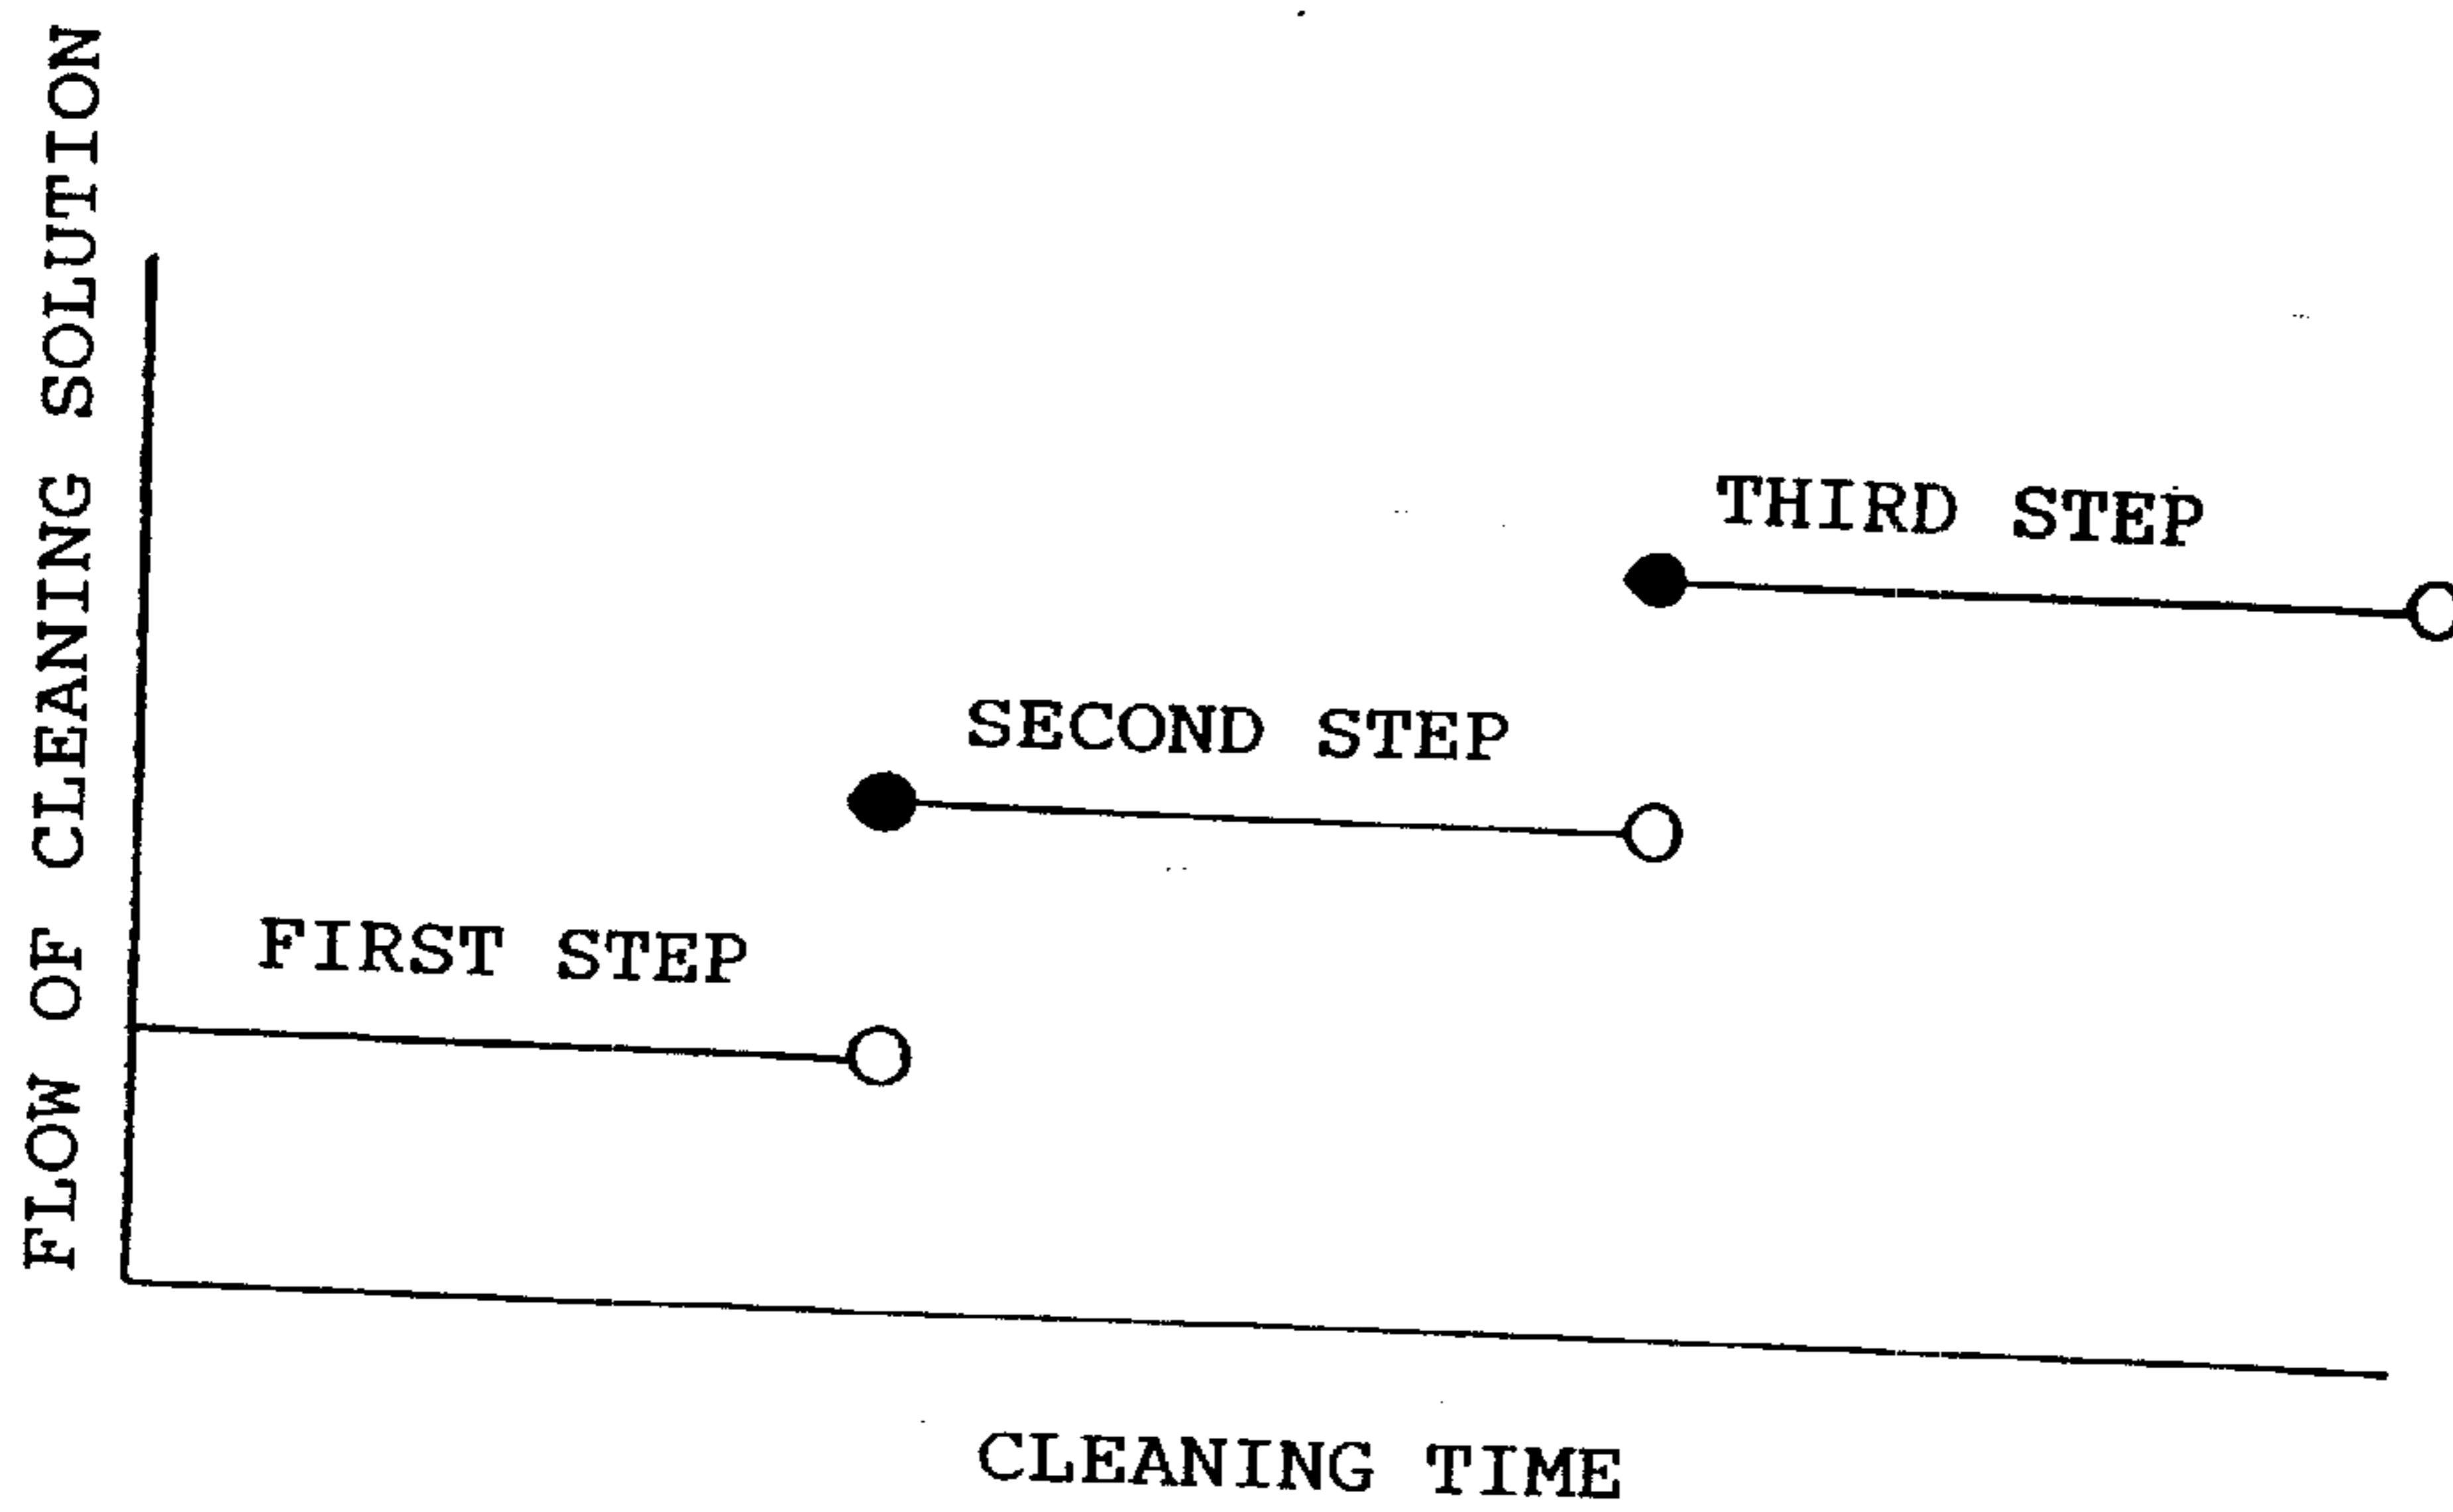 FLOW OF CLEANING SOLUTION
THIRD STEP
SECOND STEP
FIRST STEP
CLEANING TIME